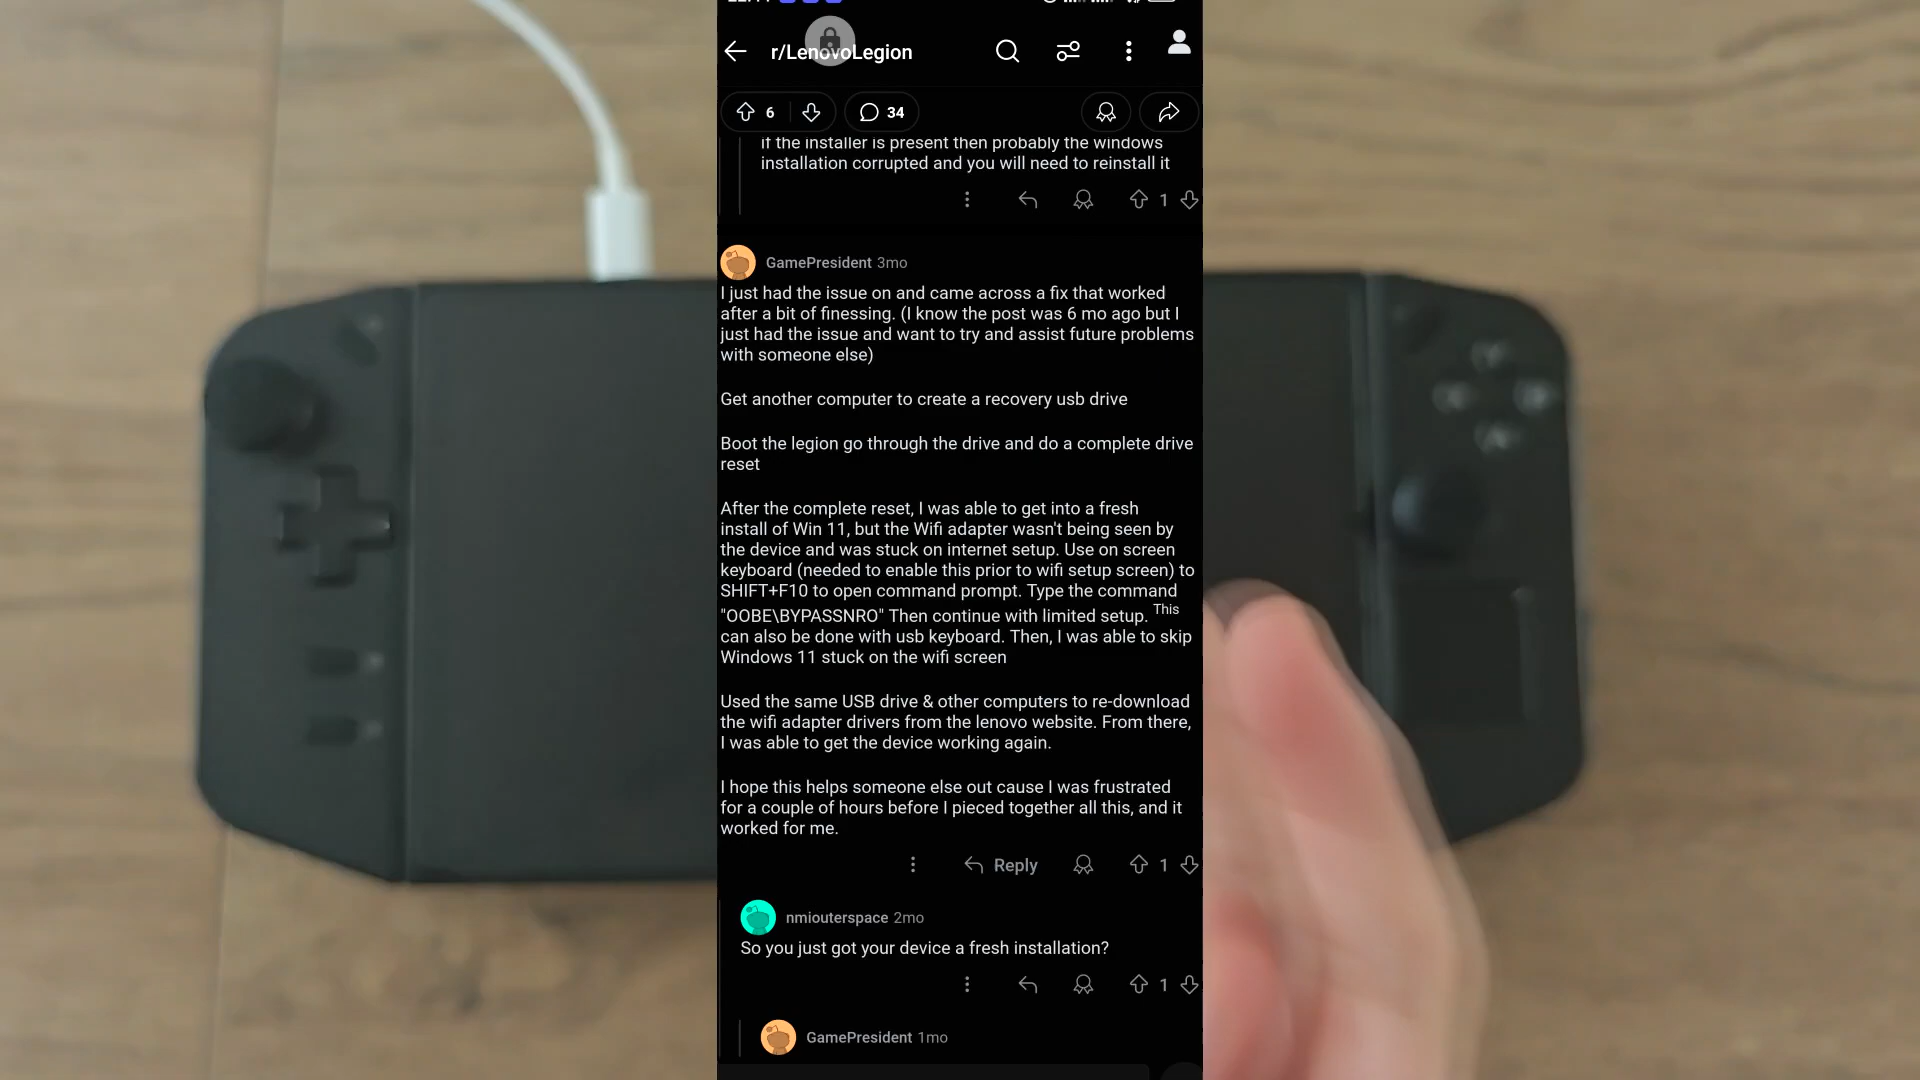 r/LenovoLegion
6
34
if the installer is present then probably the windows
installation corrupted and you will need to reinstall it
1
GamePresident 3mo
I just had the issue on and came across a fix that worked
after a bit of finessing. (I know the post was 6 mo ago but I
just had the issue and want to try and assist future problems
with someone else)
Get another computer to create a recovery usb drive
Boot the legion go through the drive and do a complete drive
reset
After the complete reset, I was able to get into a fresh
install of Win 11, but the Wifi adapter wasn't being seen by
the device and was stuck on internet setup. Use on screen
keyboard (needed to enable this prior to wifi setup screen) to
SHIFT+F10 to open command prompt. Type the command
"OOBE\BYPASSNRO" Then continue with limited setup. This
can also be done with usb keyboard. Then, I was able to skip
Windows 11 stuck on the wifi screen
Used the same USB drive & other computers to re-download
the wifi adapter drivers from the lenovo website. From there,
I was able to get the device working again.
I hope this helps someone else out cause I was frustrated
for a couple of hours before I pieced together all this, and it
worked for me.
Reply 1
nmiouterspace 2mo
So you just got your device a fresh installation?
1
GamePresident 1mo